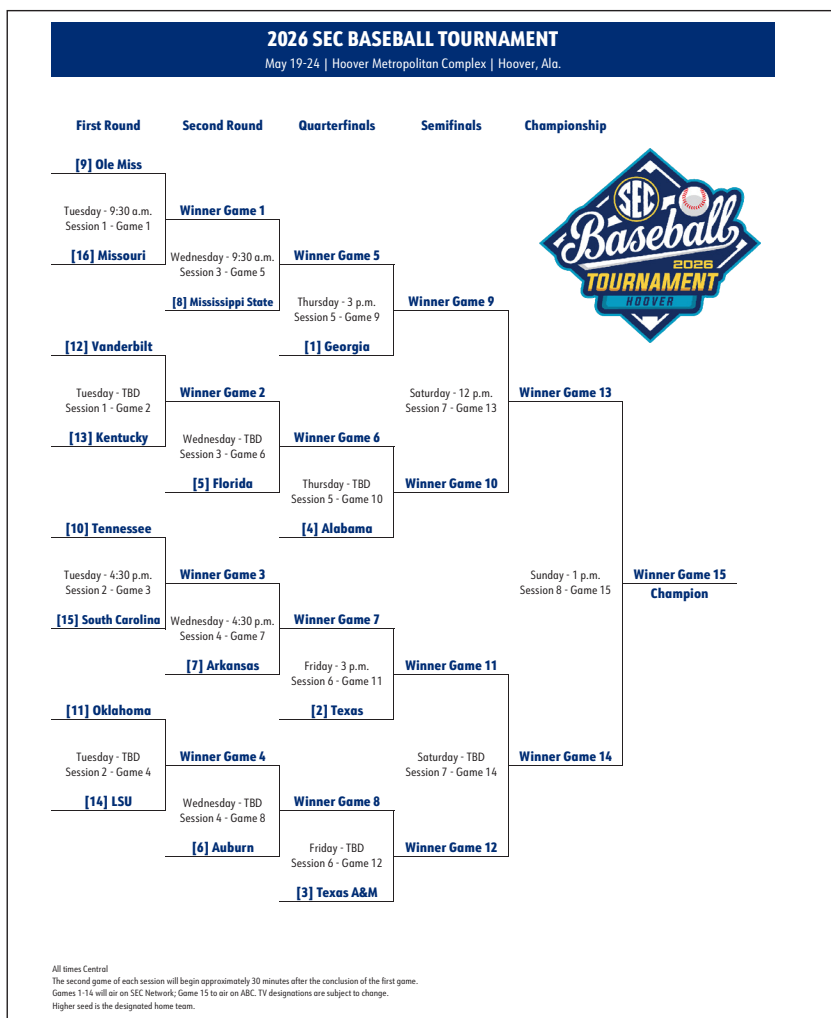 2026 SEC BASEBALL TOURNAMENT
May 19-24 | Hoover Metropolitan Complex | Hoover, Ala.
First Round
Second Round
Quarterfinals
Semifinals
Championship
SEC
Baseball
2026
TOURNAMENT
HOOVER
[9] Ole Miss
Tuesday - 9:30 a.m.
Session 1 - Game 1
[16] Missouri
Winner Game 1
Wednesday - 9:30 a.m.
Session 3 - Game 5
[8] Mississippi State
Winner Game 5
Thursday - 3 p.m.
Session 5 - Game 9
[1] Georgia
Winner Game 9
[12] Vanderbilt
Tuesday - TBD
Session 1 - Game 2
[13] Kentucky
Winner Game 2
Wednesday - TBD
Session 3 - Game 6
[5] Florida
Winner Game 6
Thursday - TBD
Session 5 - Game 10
[4] Alabama
Winner Game 10
Saturday - 12 p.m.
Session 7 - Game 13
Winner Game 13
[10] Tennessee
Tuesday - 4:30 p.m.
Session 2 - Game 3
[15] South Carolina
Winner Game 3
Wednesday - 4:30 p.m.
Session 4 - Game 7
[7] Arkansas
Winner Game 7
Friday - 3 p.m.
Session 6 - Game 11
[2] Texas
Winner Game 11
[11] Oklahoma
Tuesday - TBD
Session 2 - Game 4
[14] LSU
Winner Game 4
Wednesday - TBD
Session 4 - Game 8
[6] Auburn
Winner Game 8
Friday - TBD
Session 6 - Game 12
[3] Texas A&M
Winner Game 12
Saturday - TBD
Session 7 - Game 14
Winner Game 14
Sunday - 1 p.m.
Session 8 - Game 15
Winner Game 15
Champion
All times Central
The second game of each session will begin approximately 30 minutes after the conclusion of the first game.
Games 1-14 will air on SEC Network; Game 15 to air on ABC. TV designations are subject to change.
Higher seed is the designated home team.